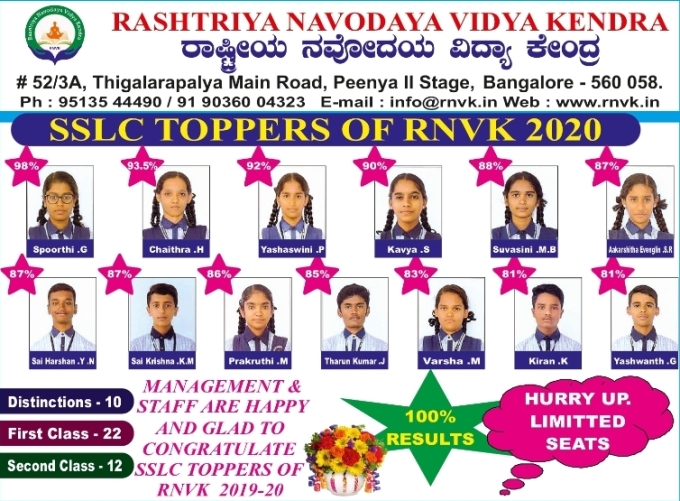 RASHTRIYA NAVODAYA VIDYA KENDRA
ರಾಷ್ಟ್ರೀಯ ನವೋದಯ ವಿದ್ಯಾ ಕೇಂದ್ರ
RNVK
# 52/3A, Thigalarapalya Main Road, Peenya II Stage, Bangalore - 560 058.
Ph : 95135 44490 / 91 90360 04323 E-mail : info@rnvk.in Web : www.rnvk.in
SSLC TOPPERS OF RNVK 2020
98% 93.5% 92% 90% 88% 87%
Spoorthi .G Chaithra .H Yashaswini .P Kavya .S Suvasini .M.B Aakarshitha Evenglin .S.R
87% 87% 86% 85% 83% 81% 81%
Sai Harshan .Y .N Sai Krishna .K.M Prakruthi .M Tharun Kumar .J Varsha .M Kiran .K Yashwanth .G
Distinctions - 10
First Class - 22
Second Class - 12
MANAGEMENT &
STAFF ARE HAPPY
AND GLAD TO
CONGRATULATE
SSLC TOPPERS OF
RNVK 2019-20
100%
RESULTS
HURRY UP.
LIMITTED
SEATS